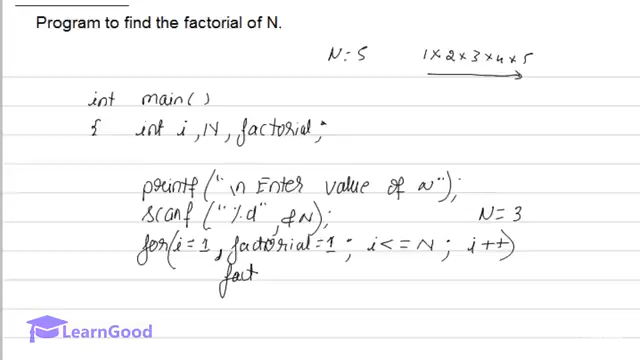 Program to find the factorial of N.
N=5 1×2×3×4×5
int main()
{ int i, N, factorial;
printf("\n Enter value of N");
scanf ("%d", &N);
N=3
for(i=1, factorial=1; i<=N; i++)
fact
LearnGood